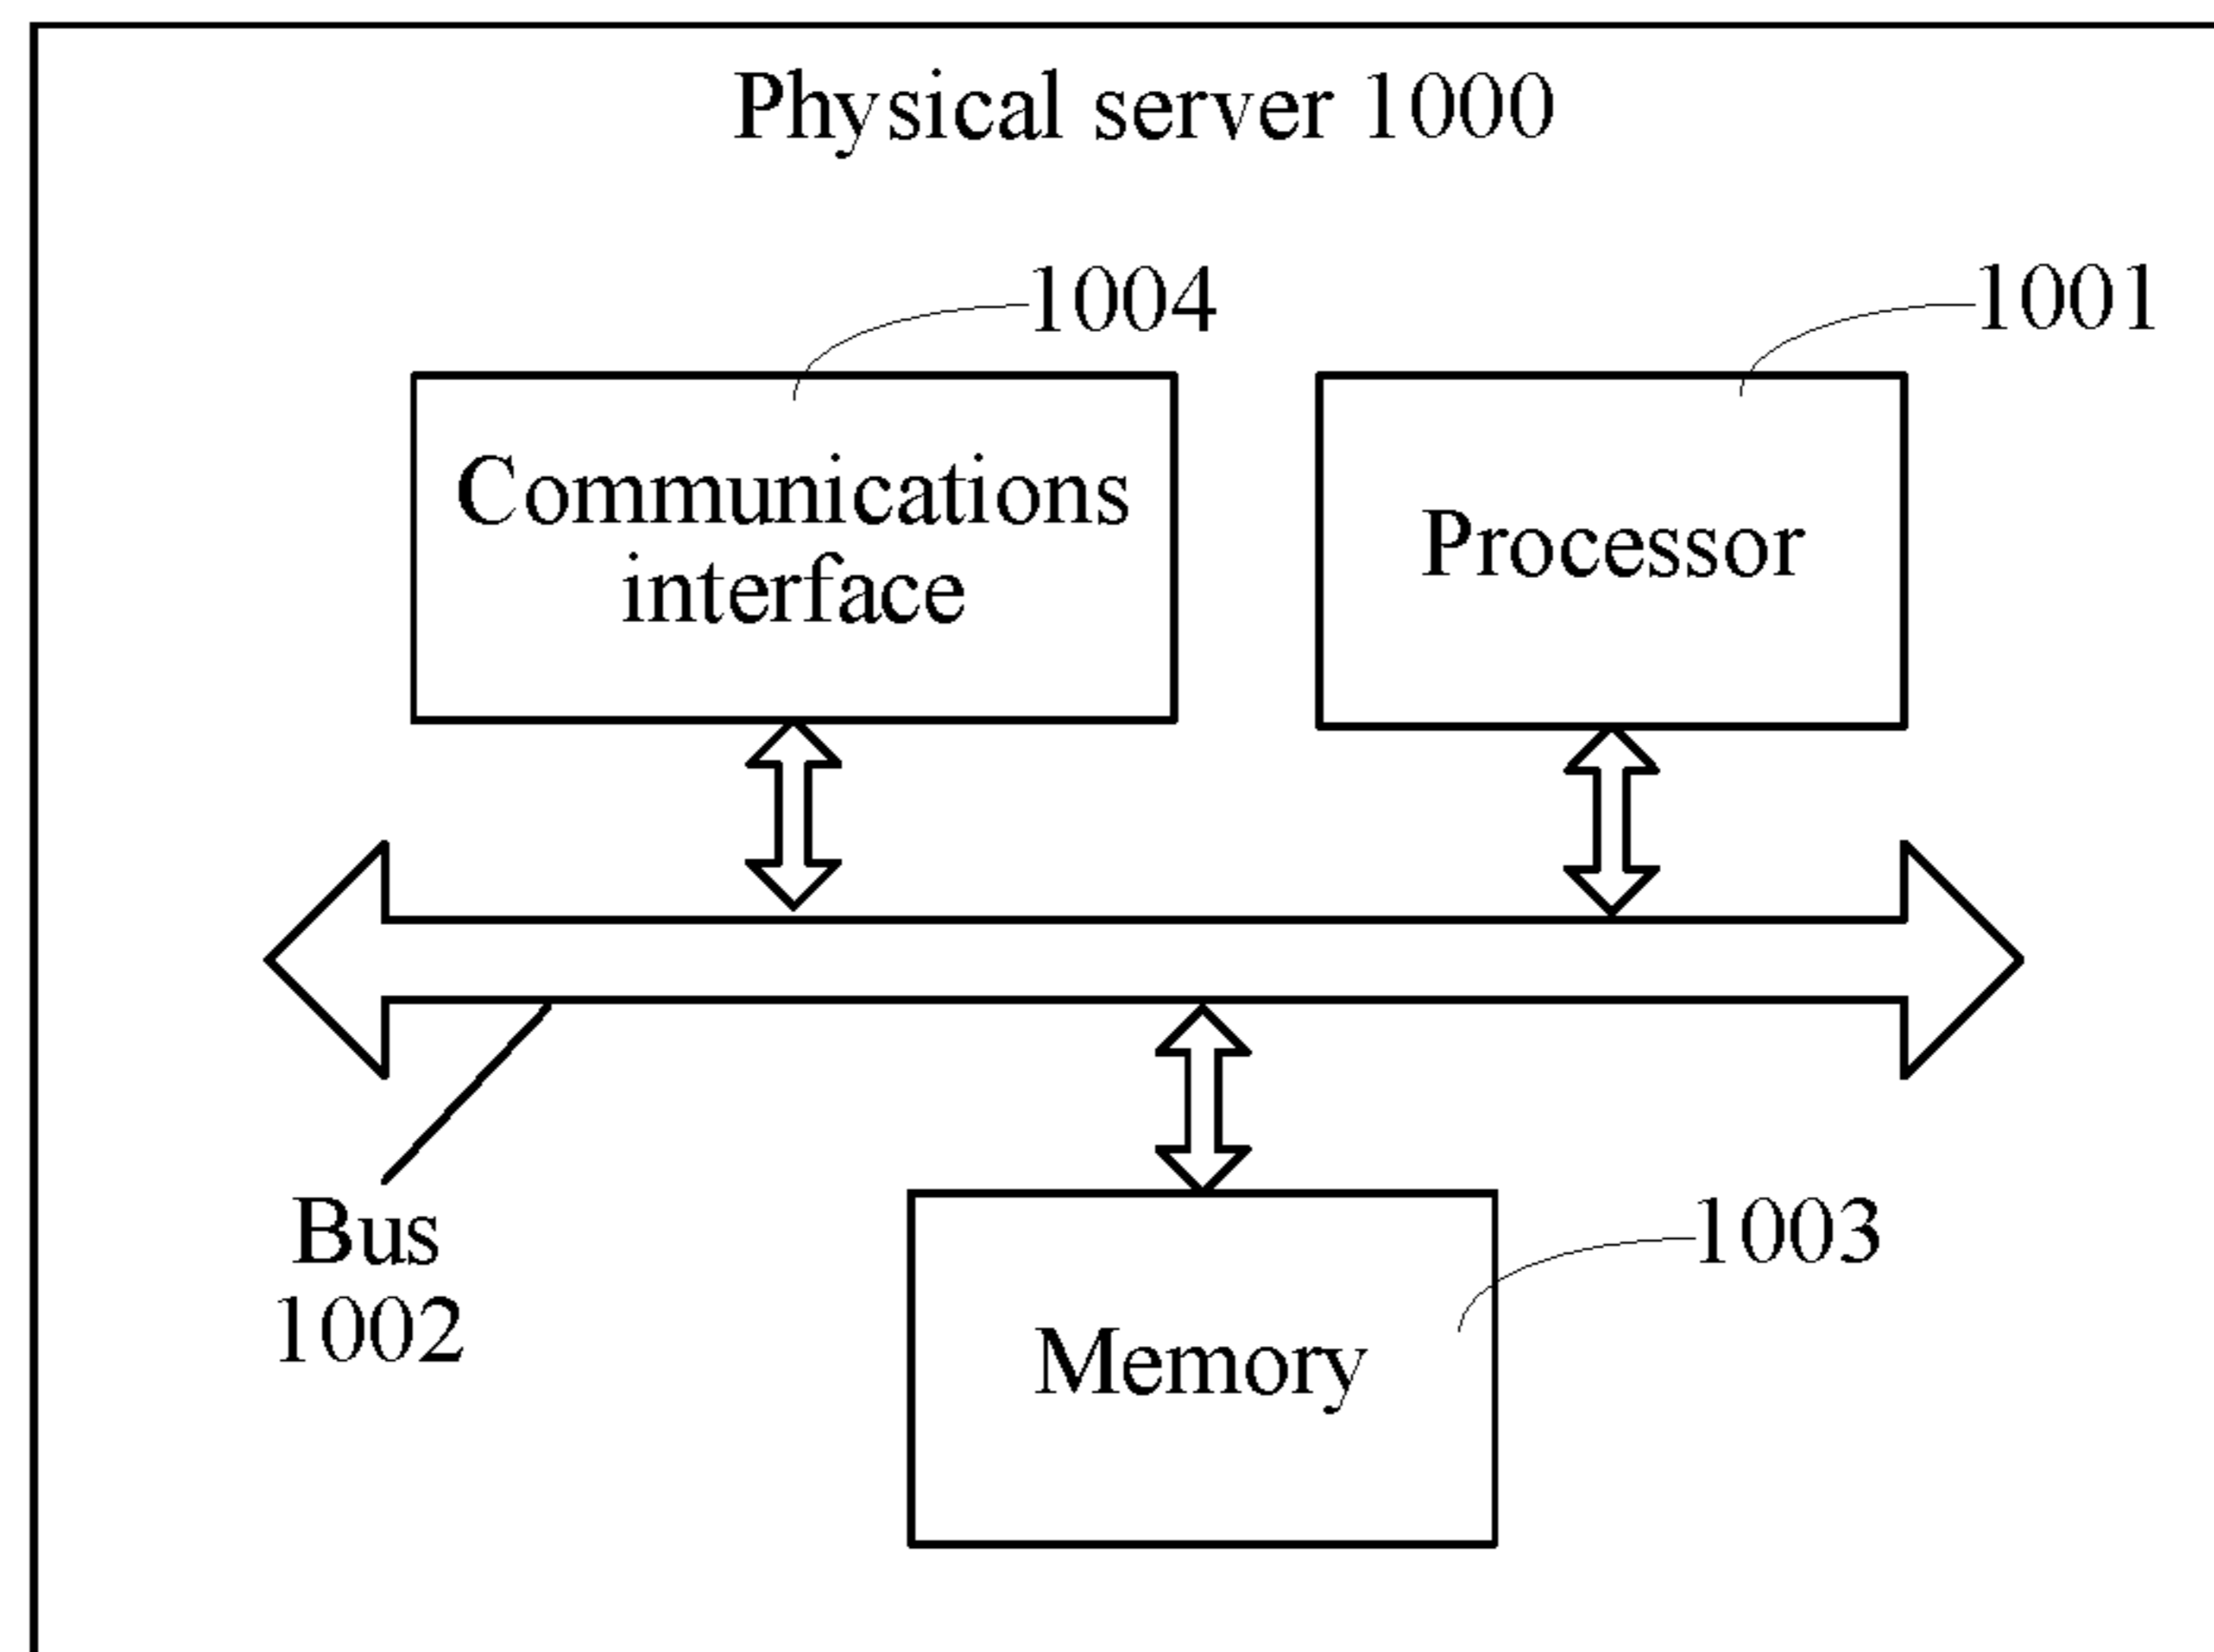 Physical server 1000
1004
1001
Communications
interface
Processor
Bus
1002
1003
Memory